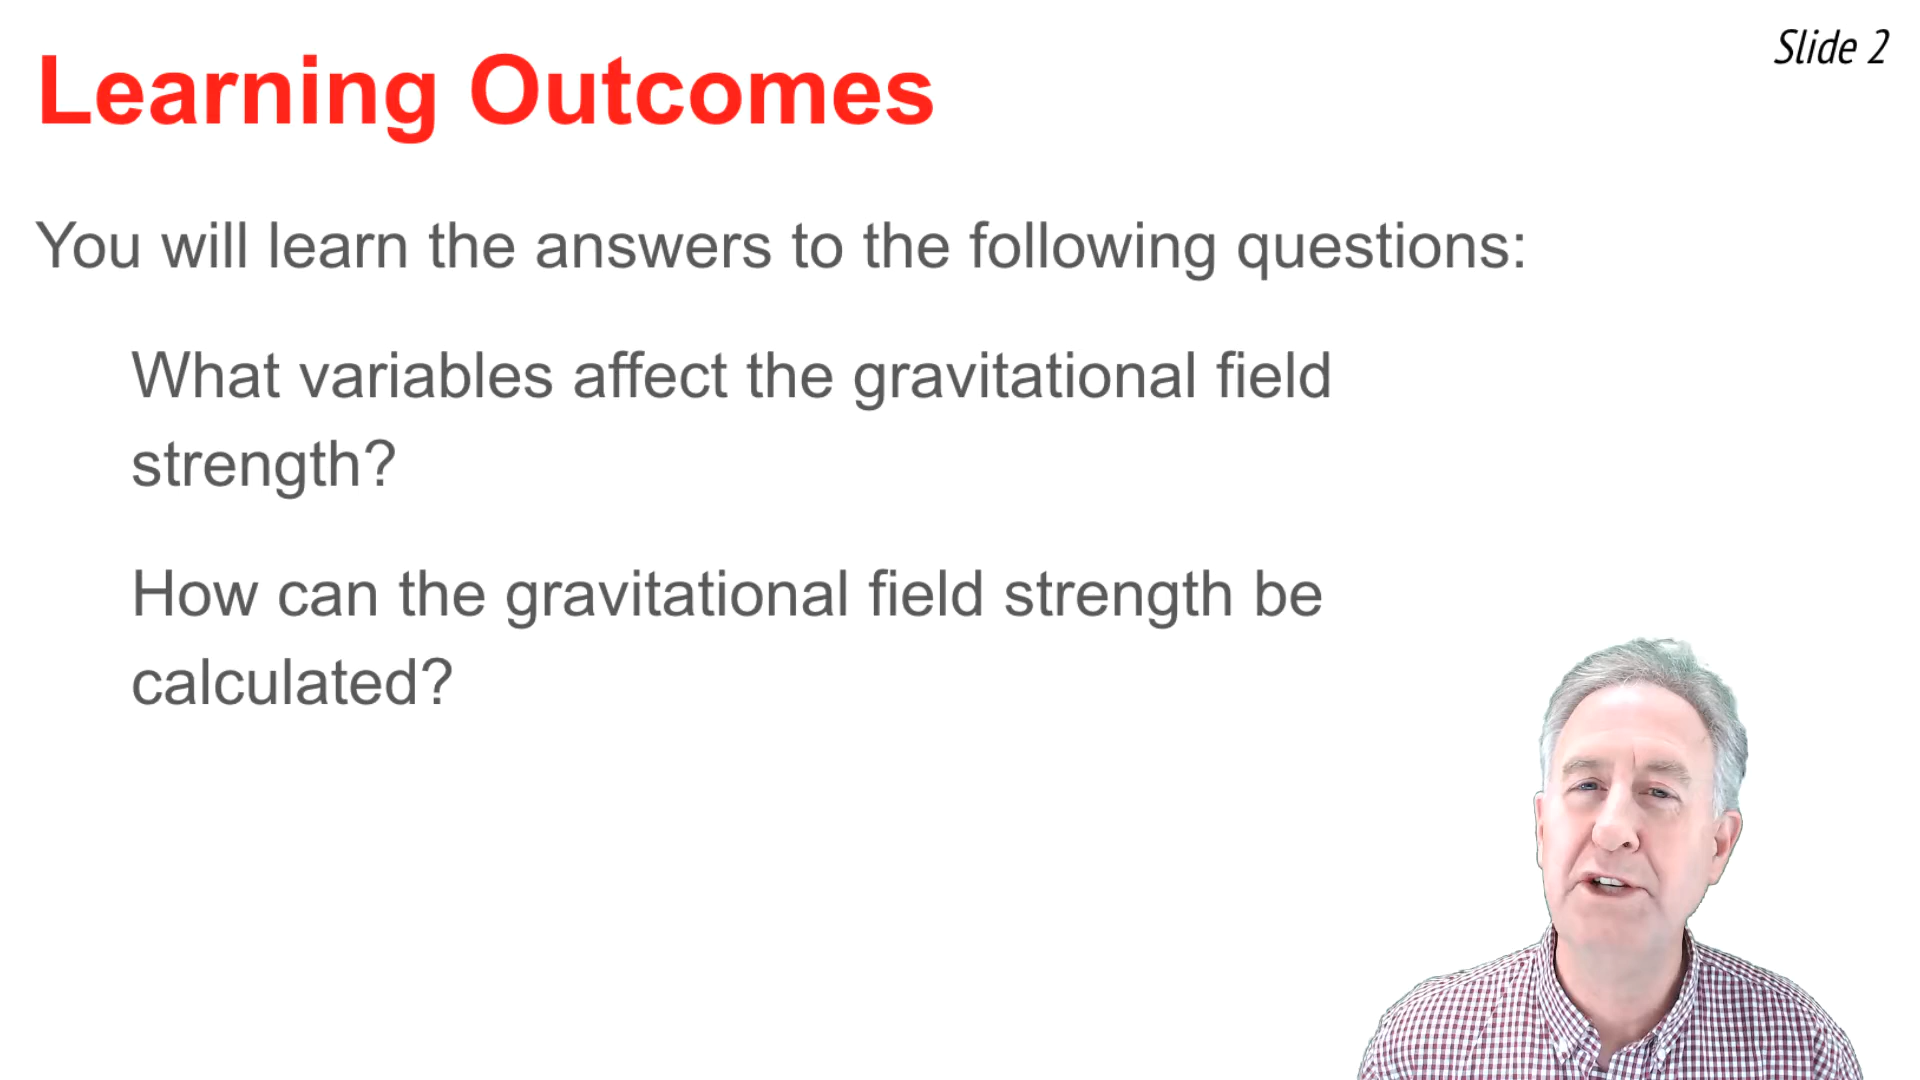 Slide 2
Learning Outcomes
You will learn the answers to the following questions:
What variables affect the gravitational field
strength?
How can the gravitational field strength be
calculated?